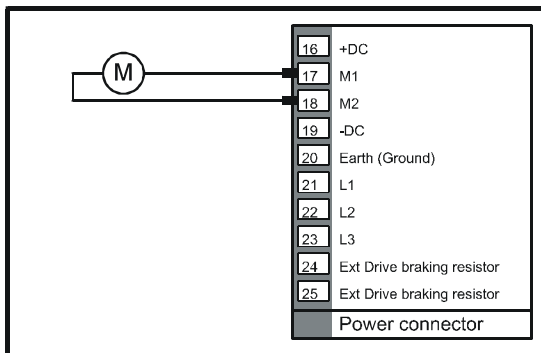 16 +DC
M 17 M1
18 M2
19 -DC
20 Earth (Ground)
21 L1
22 L2
23 L3
24 Ext Drive braking resistor
25 Ext Drive braking resistor
Power connector